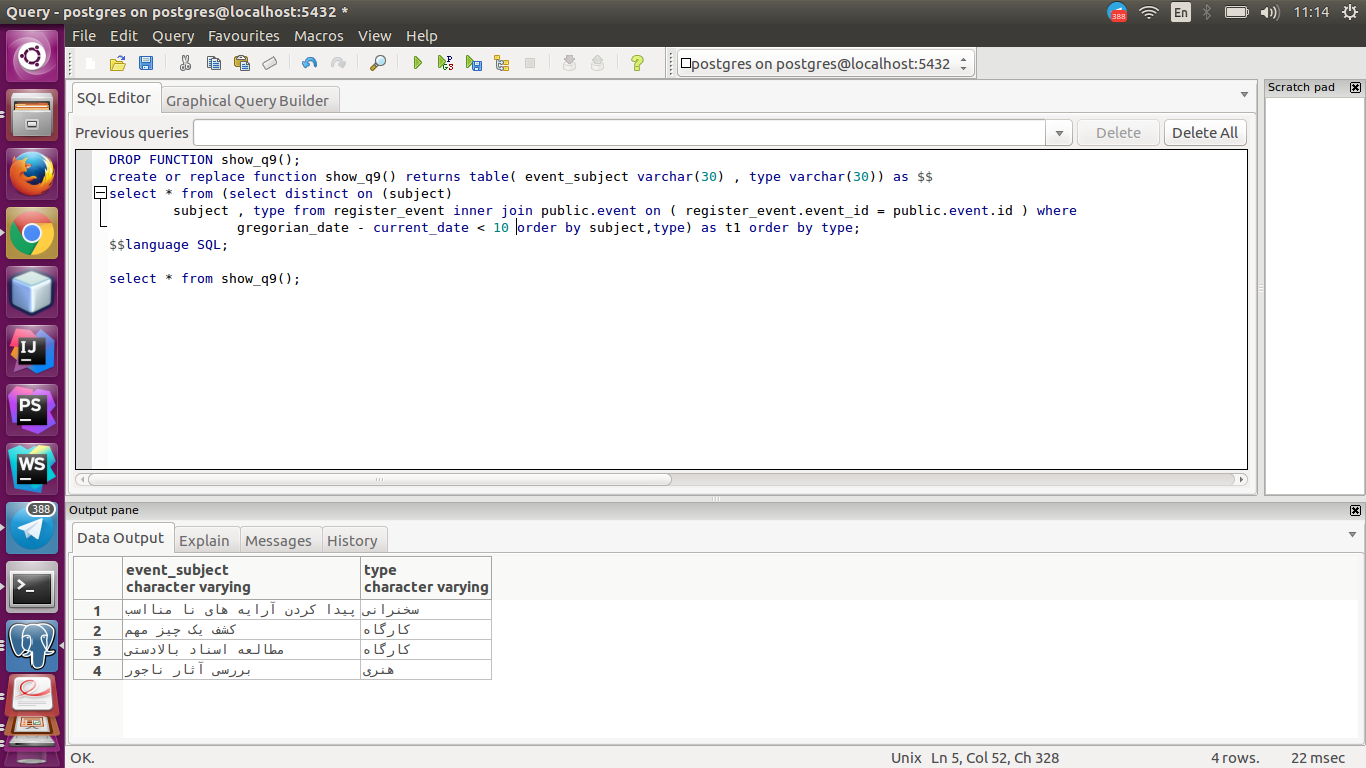 Query - postgres on postgres@localhost:5432 *
388
En
11:14
File Edit Query Favourites Macros View Help
postgres on postgres@localhost:5432
SQL Editor
Graphical Query Builder
Scratch pad
Previous queries
Delete
Delete All
DROP FUNCTION show_q9();
create or replace function show_q9() returns table( event_subject varchar(30) , type varchar(30)) as $$
select * from (select distinct on (subject)
subject , type from register_event inner join public.event on ( register_event.event_id = public.event.id ) where
gregorian_date - current_date < 10 order by subject,type) as t1 order by type;
$$language SQL;
select * from show_q9();
IJ
PS
WS
388
Output pane
Data Output Explain Messages History
event_subject type
character varying character varying
1 پیدا کردن آرایه های نا منااسب سخنرانی
2 کشف یک چیز مهم کارگاه
3 مطالعه اسناد بالادستی کارگاه
4 بررسی آثار ناجور هنری
OK.
Unix Ln 5, Col 52, Ch 328
4 rows.
22 msec